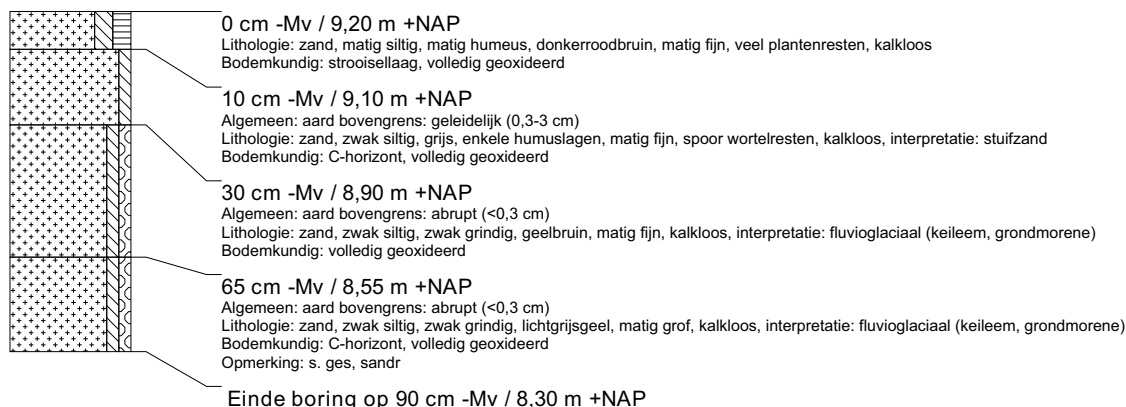 0 cm -Mv / 9,20 m +NAP
Lithologie: zand, matig siltig, matig humeus, donkerroodbruin, matig fijn, veel plantenresten, kalkloos
Bodemkundig: strooisellaag, volledig geoxideerd
10 cm -Mv / 9,10 m +NAP
Algemeen: aard bovengrens: geleidelijk (0,3-3 cm)
Lithologie: zand, zwak siltig, grijs, enkele humuslagen, matig fijn, spoor wortelresten, kalkloos, interpretatie: stuifzand
Bodemkundig: C-horizont, volledig geoxideerd
30 cm -Mv / 8,90 m +NAP
Algemeen: aard bovengrens: abrupt (<0,3 cm)
Lithologie: zand, zwak siltig, zwak grindig, geelbruin, matig fijn, kalkloos, interpretatie: fluvioglaciaal (keileem, grondmorene)
Bodemkundig: volledig geoxideerd
65 cm -Mv / 8,55 m +NAP
Algemeen: aard bovengrens: abrupt (<0,3 cm)
Lithologie: zand, zwak siltig, zwak grindig, lichtgrijsgeel, matig grof, kalkloos, interpretatie: fluvioglaciaal (keileem, grondmorene)
Bodemkundig: C-horizont, volledig geoxideerd
Opmerking: s. ges, sandr
Einde boring op 90 cm -Mv / 8,30 m +NAP